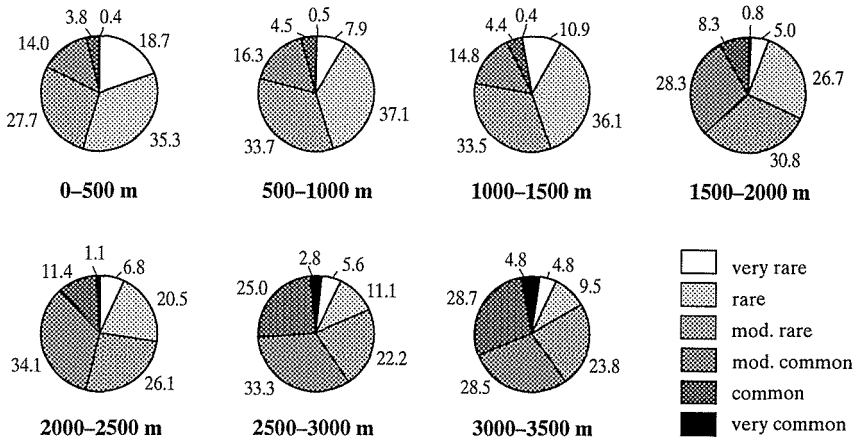 3.8 0.4 0.5 4.4 0.4 8.3 0.8
14.0 18.7 4.5 7.9 14.8 10.9 5.0
16.3 28.3 26.7
27.7 35.3 33.7 37.1 33.5 36.1 30.8
0–500 m 500–1000 m 1000–1500 m 1500–2000 m
1.1 6.8 2.8 5.6 4.8 4.8
11.4 20.5 25.0 11.1 28.7 9.5
34.1 26.1 33.3 22.2 28.5 23.8
2000–2500 m 2500–3000 m 3000–3500 m
very rare
rare
mod. rare
mod. common
common
very common